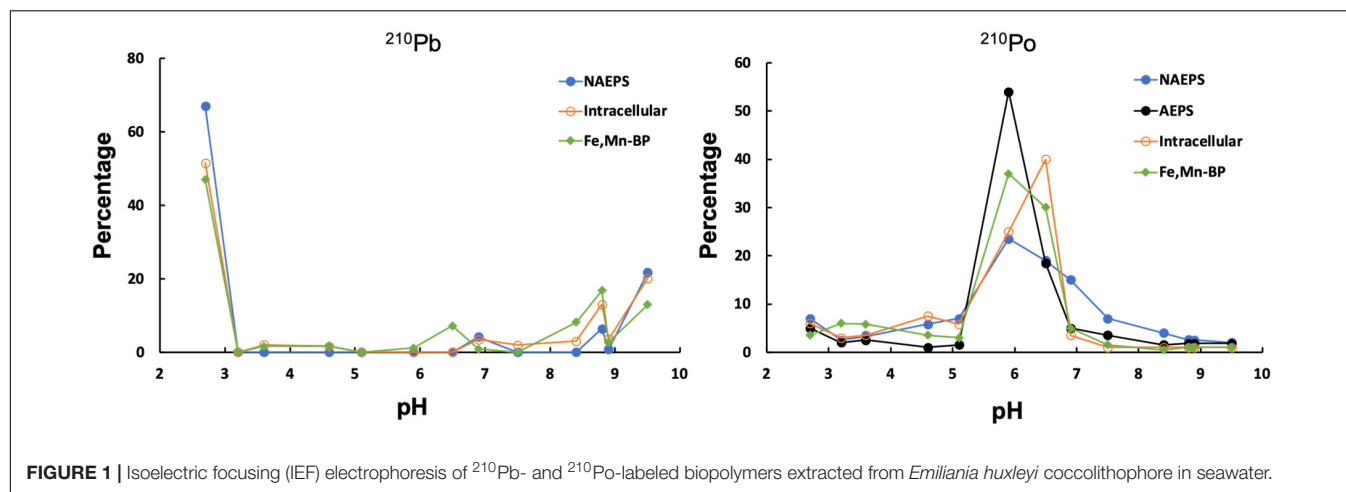 ²¹⁰Pb
80
60
40
20
0
2 3 4 5 6 7 8 9 10
Percentage
pH
NAEPS
Intracellular
Fe,Mn-BP
²¹⁰Po
60
50
40
30
20
10
0
2 3 4 5 6 7 8 9 10
Percentage
pH
NAEPS
AEPS
Intracellular
Fe,Mn-BP
FIGURE 1 | Isoelectric focusing (IEF) electrophoresis of ²¹⁰Pb- and ²¹⁰Po-labeled biopolymers extracted from Emiliania huxleyi coccolithophore in seawater.